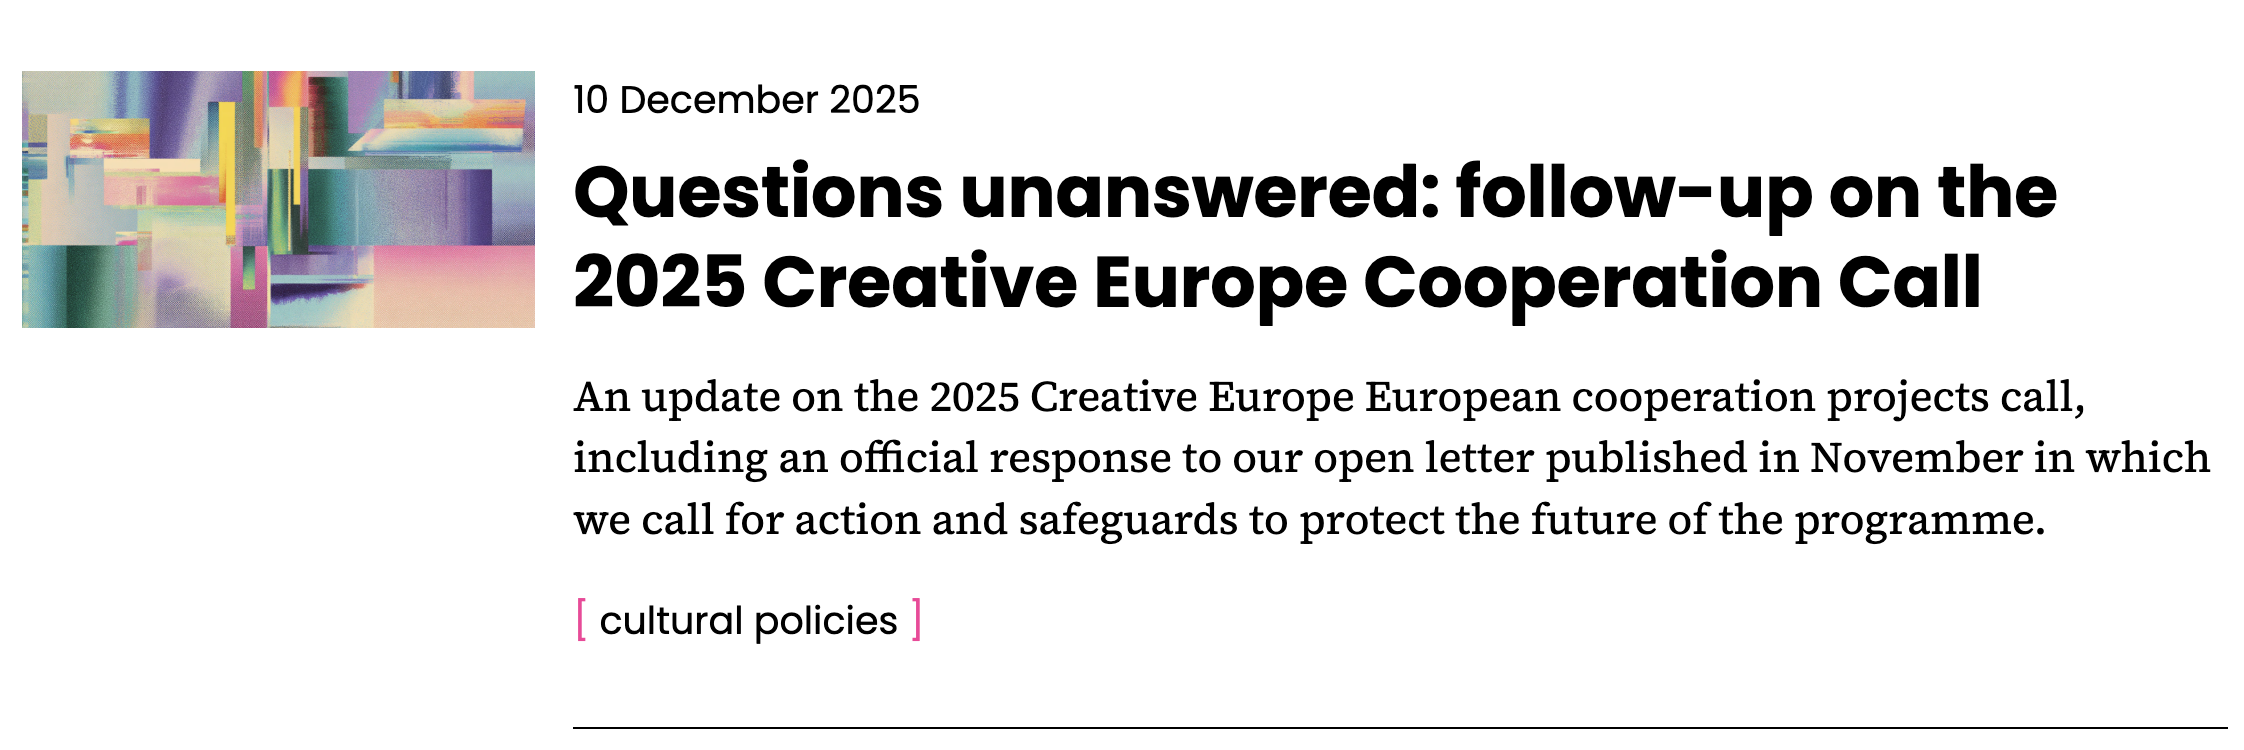 10 December 2025
Questions unanswered: follow-up on the
2025 Creative Europe Cooperation Call
An update on the 2025 Creative Europe European cooperation projects call,
including an official response to our open letter published in November in which
we call for action and safeguards to protect the future of the programme.
[ cultural policies ]